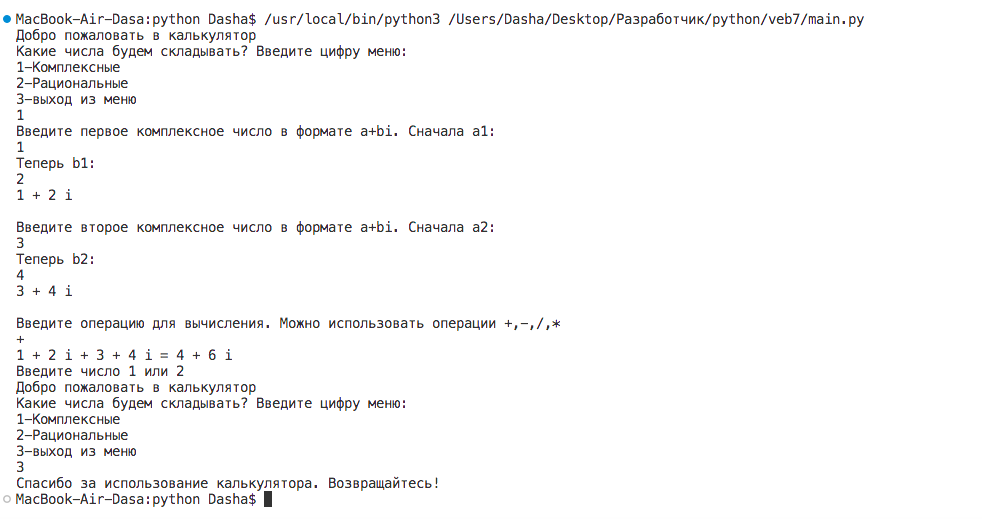 MacBook-Air-Dasa:python Dasha$ /usr/local/bin/python3 /Users/Dasha/Desktop/Разработчик/python/veb7/main.py
Добро пожаловать в калькулятор
Какие числа будем складывать? Введите цифру меню:
1-Комплексные
2-Рациональные
3-выход из меню
1
Введите первое комплексное число в формате a+bi. Сначала a1:
1
Теперь b1:
2
1 + 2 i
Введите второе комплексное число в формате a+bi. Сначала a2:
3
Теперь b2:
4
3 + 4 i
Введите операцию для вычисления. Можно использовать операции +,-,/,*
+
1 + 2 i + 3 + 4 i = 4 + 6 i
Введите число 1 или 2
Добро пожаловать в калькулятор
Какие числа будем складывать? Введите цифру меню:
1-Комплексные
2-Рациональные
3-выход из меню
3
Спасибо за использование калькулятора. Возвращайтесь!
MacBook-Air-Dasa:python Dasha$